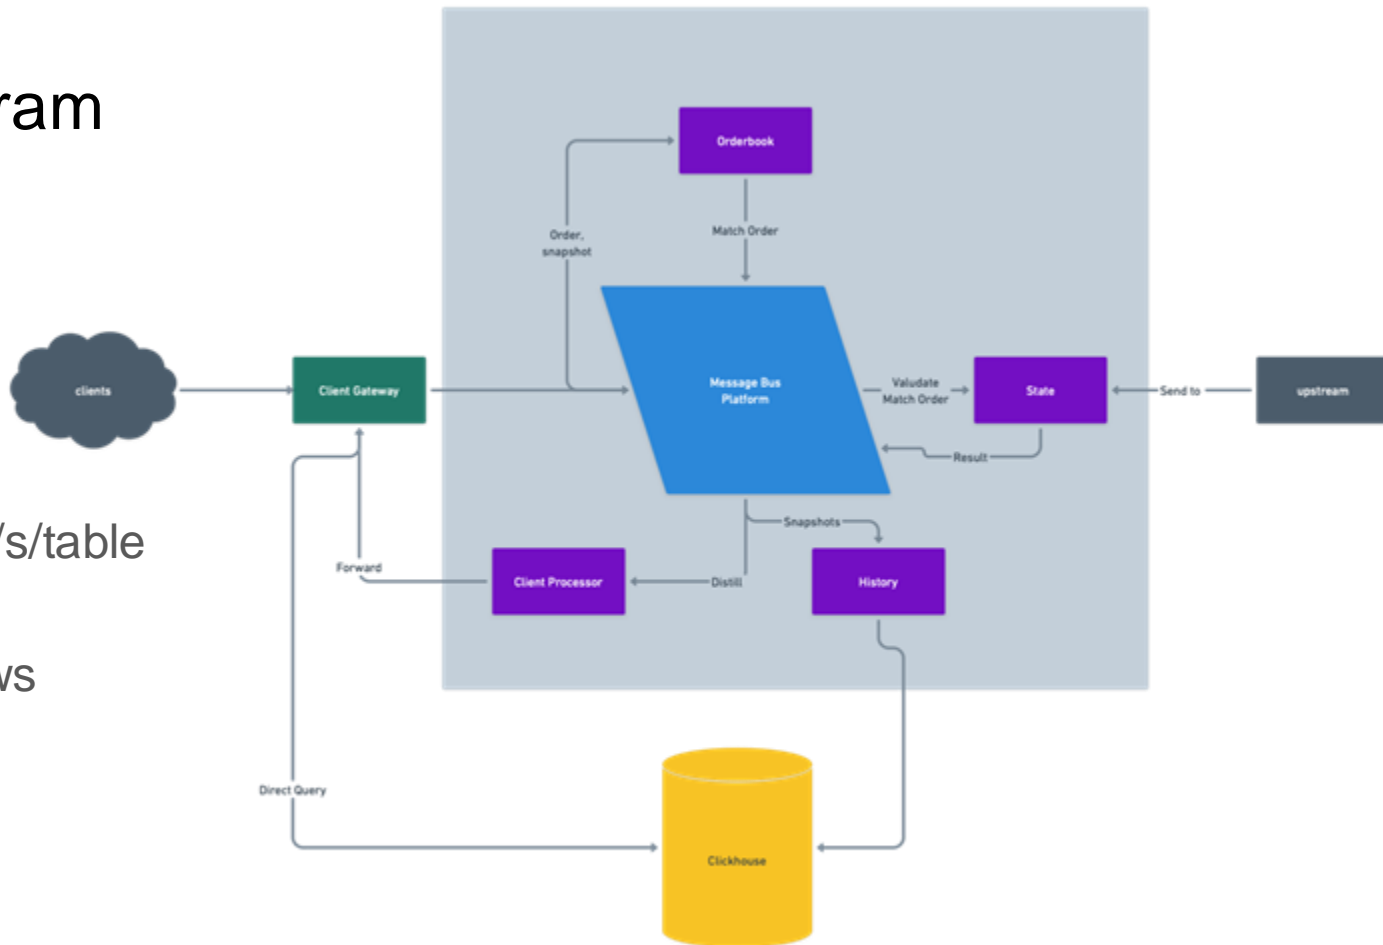 ram
Orderbook
Order,
snapshot
Match Order
clients
Client Gateway
Message Bus
Platform
Valudate
Match Order
State
Send to
upstream
Result
/s/table
Snapshots
Forward
Client Processor
Distill
History
ws
Direct Query
Clickhouse